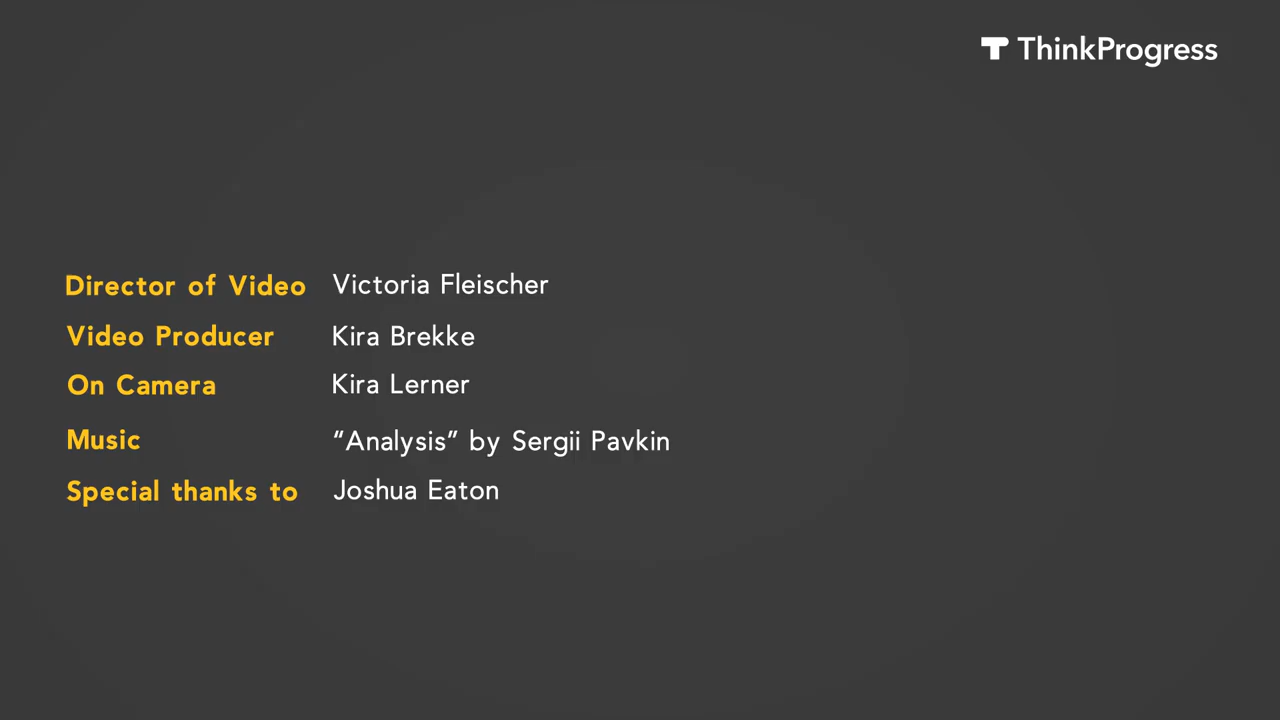 ThinkProgress
Director of Video Victoria Fleischer
Video Producer Kira Brekke
On Camera Kira Lerner
Music “Analysis” by Sergii Pavkin
Special thanks to Joshua Eaton